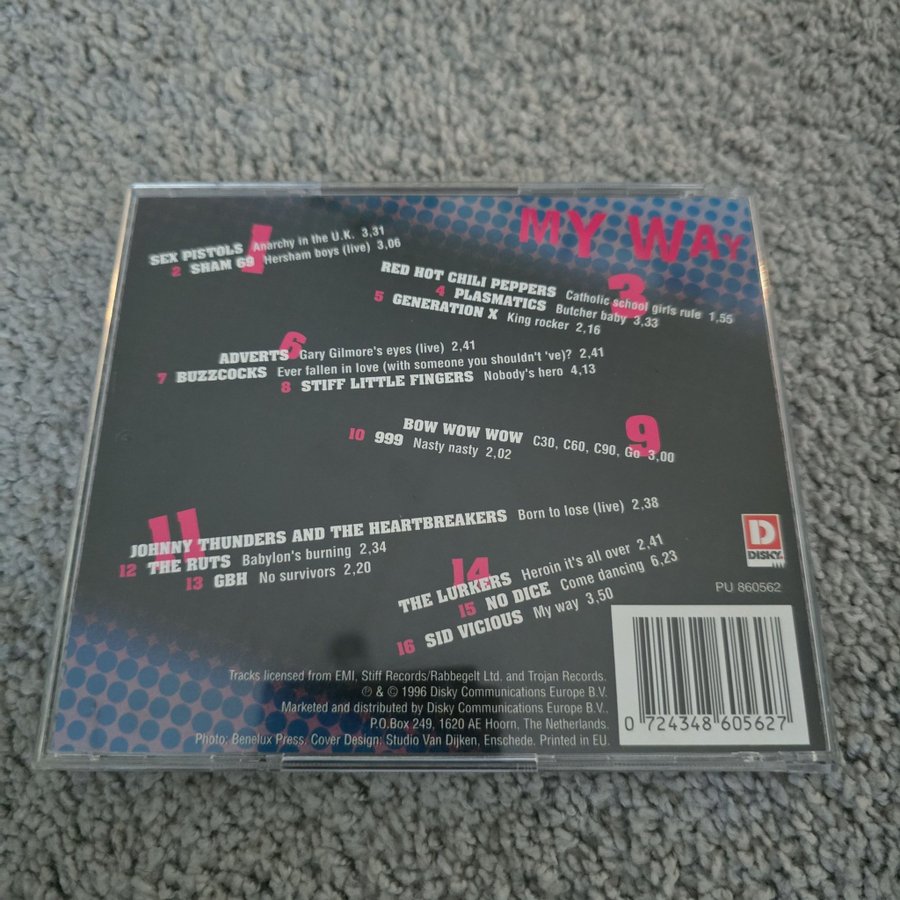 MY WAY
1
SEX PISTOLS Anarchy in the U.K. 3,31
2 SHAM 69 Hersham boys (live) 3,06
3
RED HOT CHILI PEPPERS Catholic school girls rule 1,55
4 PLASMATICS Butcher baby 3,33
5 GENERATION X King rocker 2,16
6
ADVERTS Gary Gilmore's eyes (live) 2,41
7 BUZZCOCKS Ever fallen in love (with someone you shouldn't 've)? 2,41
8 STIFF LITTLE FINGERS Nobody's hero 4,13
9
BOW WOW WOW C30, C60, C90, Go 3,00
10 999 Nasty nasty 2,02
11
JOHNNY THUNDERS AND THE HEARTBREAKERS Born to lose (live) 2,38
12 THE RUTS Babylon's burning 2,34
13 GBH No survivors 2,20
14
THE LURKERS Heroin it's all over 2,41
15 NO DICE Come dancing 6,23
16 SID VICIOUS My way 3,50
D
DISKY
PU 860562
Tracks licensed from EMI, Stiff Records/Rabbegelt Ltd. and Trojan Records.
℗ & © 1996 Disky Communications Europe B.V.
Marketed and distributed by Disky Communications Europe B.V..
P.O.Box 249, 1620 AE Hoorn, The Netherlands.
Photo: Benelux Press. Cover Design: Studio Van Dijken, Enschede. Printed in EU.
0 724348 605627